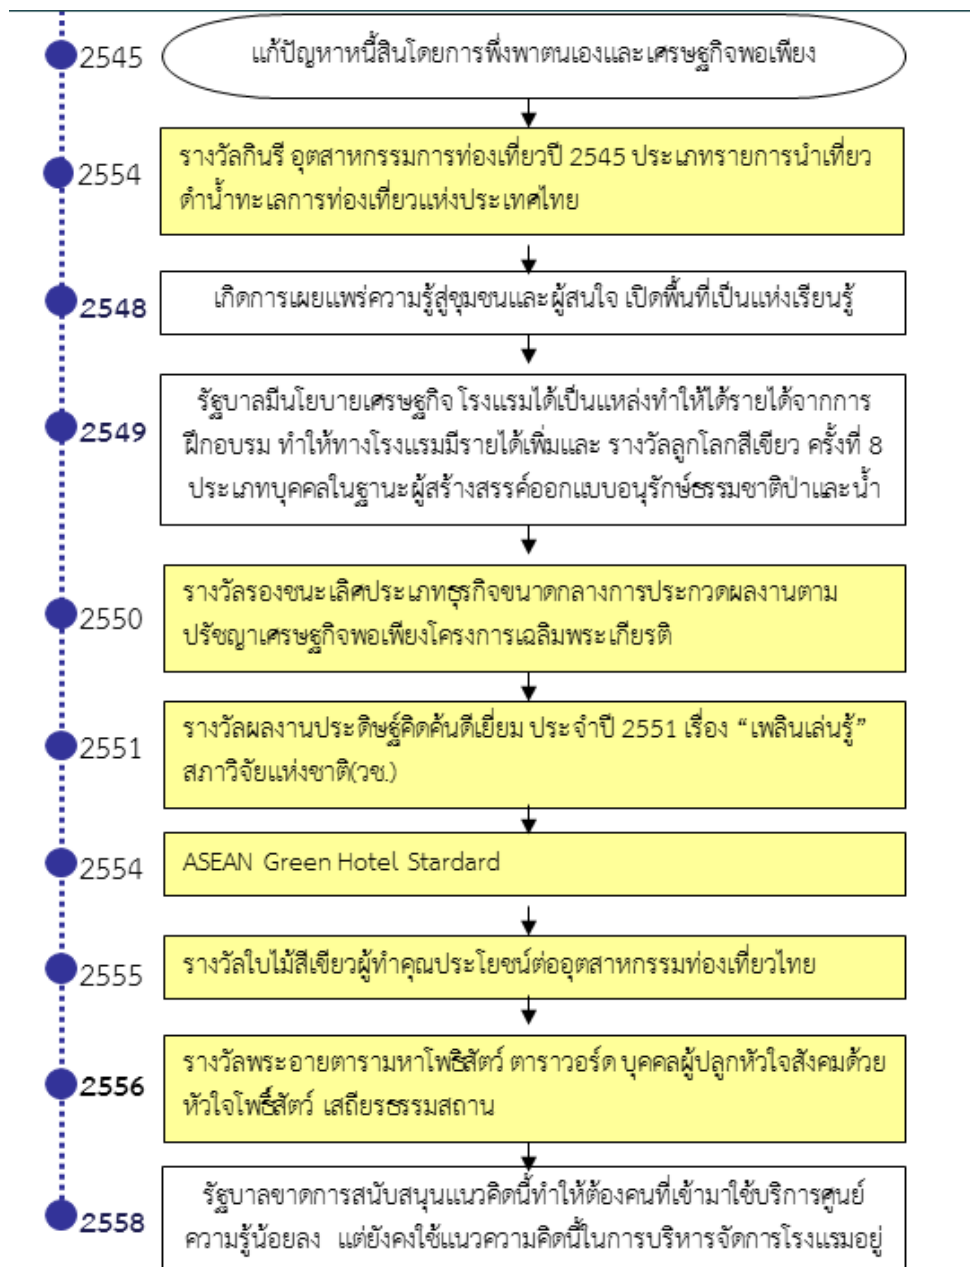 2545
แก้ปัญหาหนี้สินโดยการพึ่งพาตนเองและเศรษฐกิจพอเพียง
2554
รางวัลกินรี อุตสาหกรรมการท่องเที่ยวปี 2545 ประเภทรายการนำเที่ยว
ดำน้ำทะเลการท่องเที่ยวแห่งประเทศไทย
2548
เกิดการเผยแพร่ความรู้สู่ชุมชนและผู้สนใจ เปิดพื้นที่เป็นแห่งเรียนรู้
2549
รัฐบาลมีนโยบายเศรษฐกิจ โรงแรมได้เป็นแหล่งทำให้ได้รายได้จากการ
ฝึกอบรม ทำให้ทางโรงแรมมีรายได้เพิ่มและ รางวัลลูกโลกสีเขียว ครั้งที่ 8
ประเภทบุคคลในฐานะผู้สร้างสรรค์ออกแบบอนุรักษ์ธรรมชาติป่าและน้ำ
2550
รางวัลรองชนะเลิศประเภทธุรกิจขนาดกลางการประกวดผลงานตาม
ปรัชญาเศรษฐกิจพอเพียงโครงการเฉลิมพระเกียรติ
2551
รางวัลผลงานประดิษฐ์คิดค้นดีเยี่ยม ประจำปี 2551 เรื่อง “เพลินเล่นรู้”
สภาวิจัยแห่งชาติ(วช.)
2554
ASEAN Green Hotel Stardard
2555
รางวัลใบไม้สีเขียวผู้ทำคุณประโยชน์ต่ออุตสาหกรรมท่องเที่ยวไทย
2556
รางวัลพระอายตารามหาโพธิสัตว์ ตาราวอร์ด บุคคลผู้ปลูกหัวใจสังคมด้วย
หัวใจโพธิ์สัตว์ เสถียรธรรมสถาน
2558
รัฐบาลขาดการสนับสนุนแนวคิดนี้ทำให้ต้องคนที่เข้ามาใช้บริการศูนย์
ความรู้น้อยลง แต่ยังคงใช้แนวความคิดนี้ในการบริหารจัดการโรงแรมอยู่